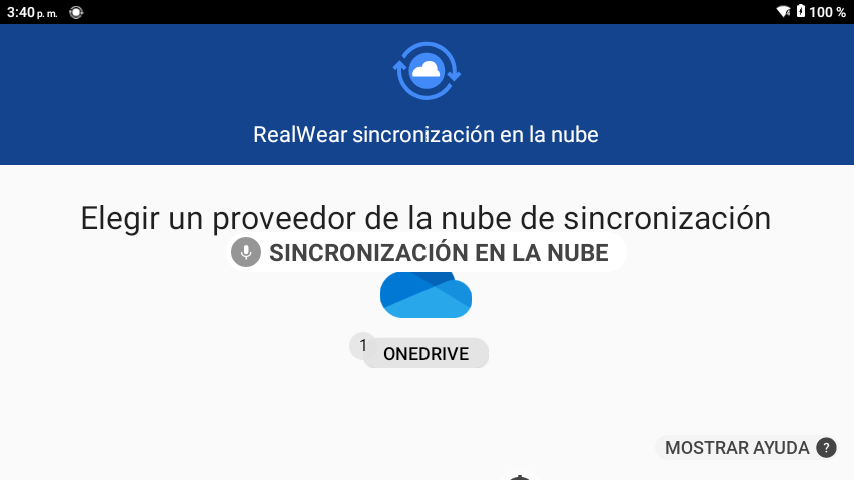 3:40 p. m.
100 %
RealWear sincronización en la nube
Elegir un proveedor de la nube de sincronización
SINCRONIZACIÓN EN LA NUBE
1
ONEDRIVE
MOSTRAR AYUDA ?